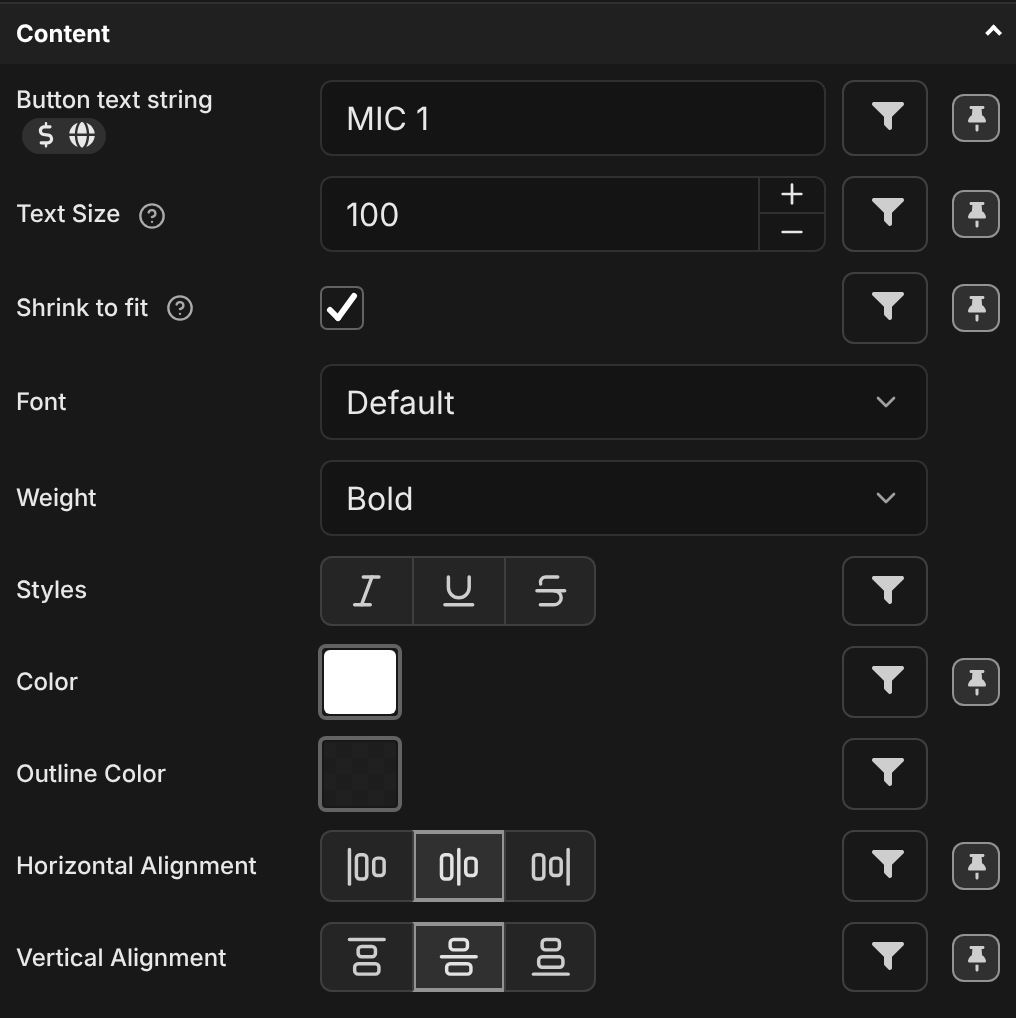 Content
Button text string
MIC 1
$
Text Size
?
100
+
−
Shrink to fit
?
Font
Default
Weight
Bold
Styles
I U S
Color
Outline Color
Horizontal Alignment
Vertical Alignment